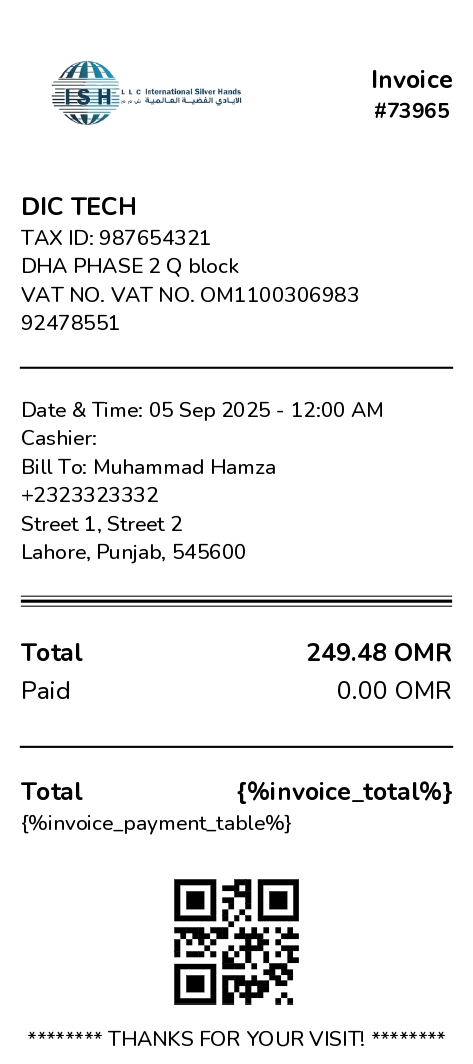 ISH
L L C International Silver Hands
ش م م الايادي الفضيـة العـالـمية
Invoice
#73965
DIC TECH
TAX ID: 987654321
DHA PHASE 2 Q block
VAT NO. VAT NO. OM1100306983
92478551
Date & Time: 05 Sep 2025 - 12:00 AM
Cashier:
Bill To: Muhammad Hamza
+2323323332
Street 1, Street 2
Lahore, Punjab, 545600
Total 249.48 OMR
Paid 0.00 OMR
Total {%invoice_total%}
{%invoice_payment_table%}
******** THANKS FOR YOUR VISIT! ********